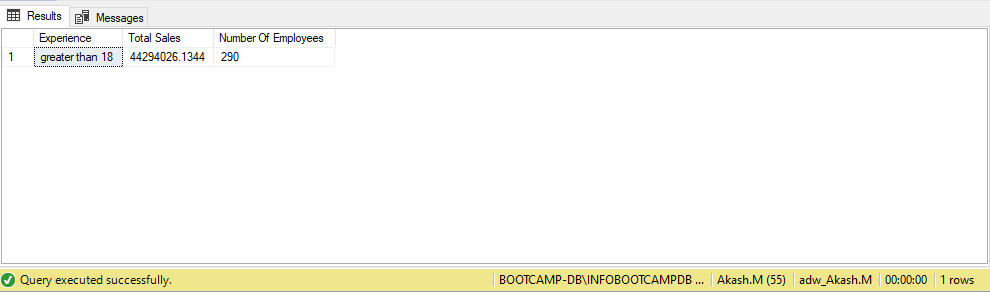 Results Messages
Experience Total Sales Number Of Employees
1 greater than 18 44294026.1344 290
Query executed successfully. BOOTCAMP-DB\INFOBOOTCAMPDB ... Akash.M (55) adw_Akash.M 00:00:00 1 rows